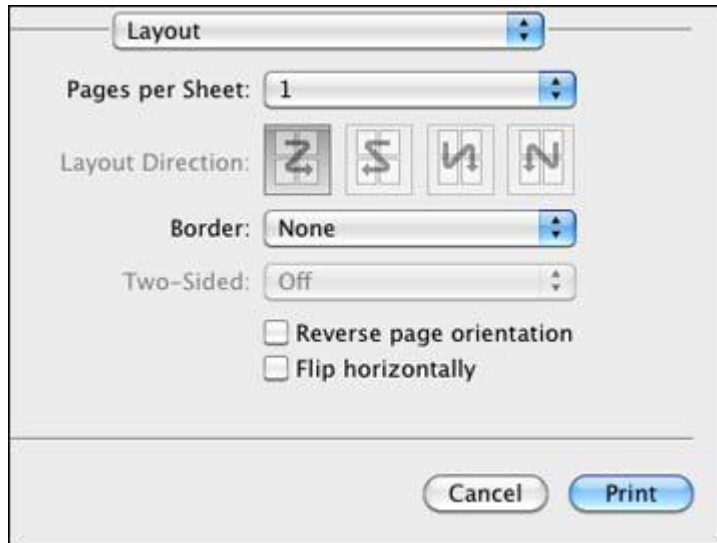 Layout
Pages per Sheet: 1
Layout Direction:
Border: None
Two-Sided: Off
Reverse page orientation
Flip horizontally
Cancel Print